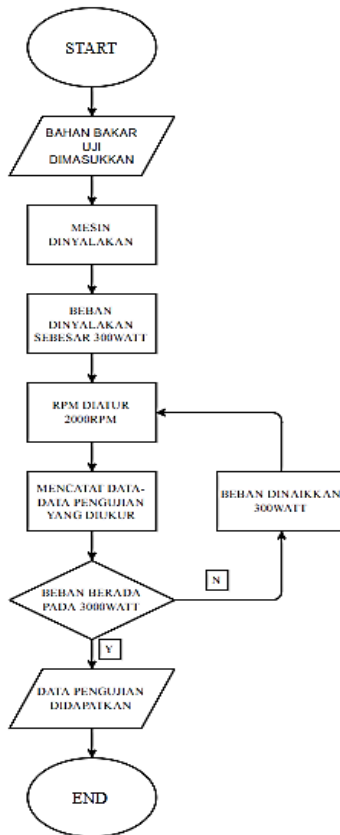 START
BAHAN BAKAR
UJI
DIMASUKKAN
MESIN
DINYALAKAN
BEBAN
DINYALAKAN
SEBESAR 300WATT
RPM DIATUR
2000RPM
MENCATAT DATA-
DATA PENGUJIAN
YANG DIUKUR
BEBAN DINAIKKAN
300WATT
BEBAN BERADA
PADA 3000WATT
N
Y
DATA PENGUJIAN
DIDAPATKAN
END